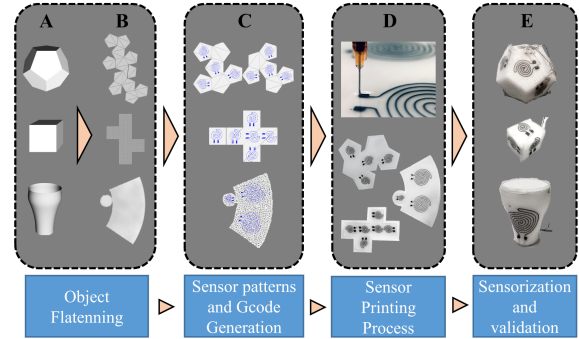 A
B
C
D
E
Object
Flatenning
Sensor patterns
and Gcode
Generation
Sensor
Printing
Process
Sensorization
and
validation